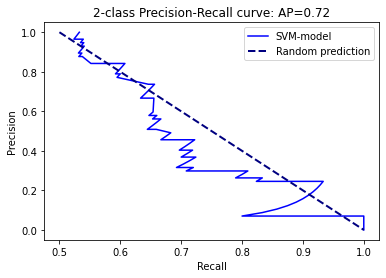 2-class Precision-Recall curve: AP=0.72
SVM-model
Random prediction
Precision
1.0
0.8
0.6
0.4
0.2
0.0
0.5 0.6 0.7 0.8 0.9 1.0
Recall